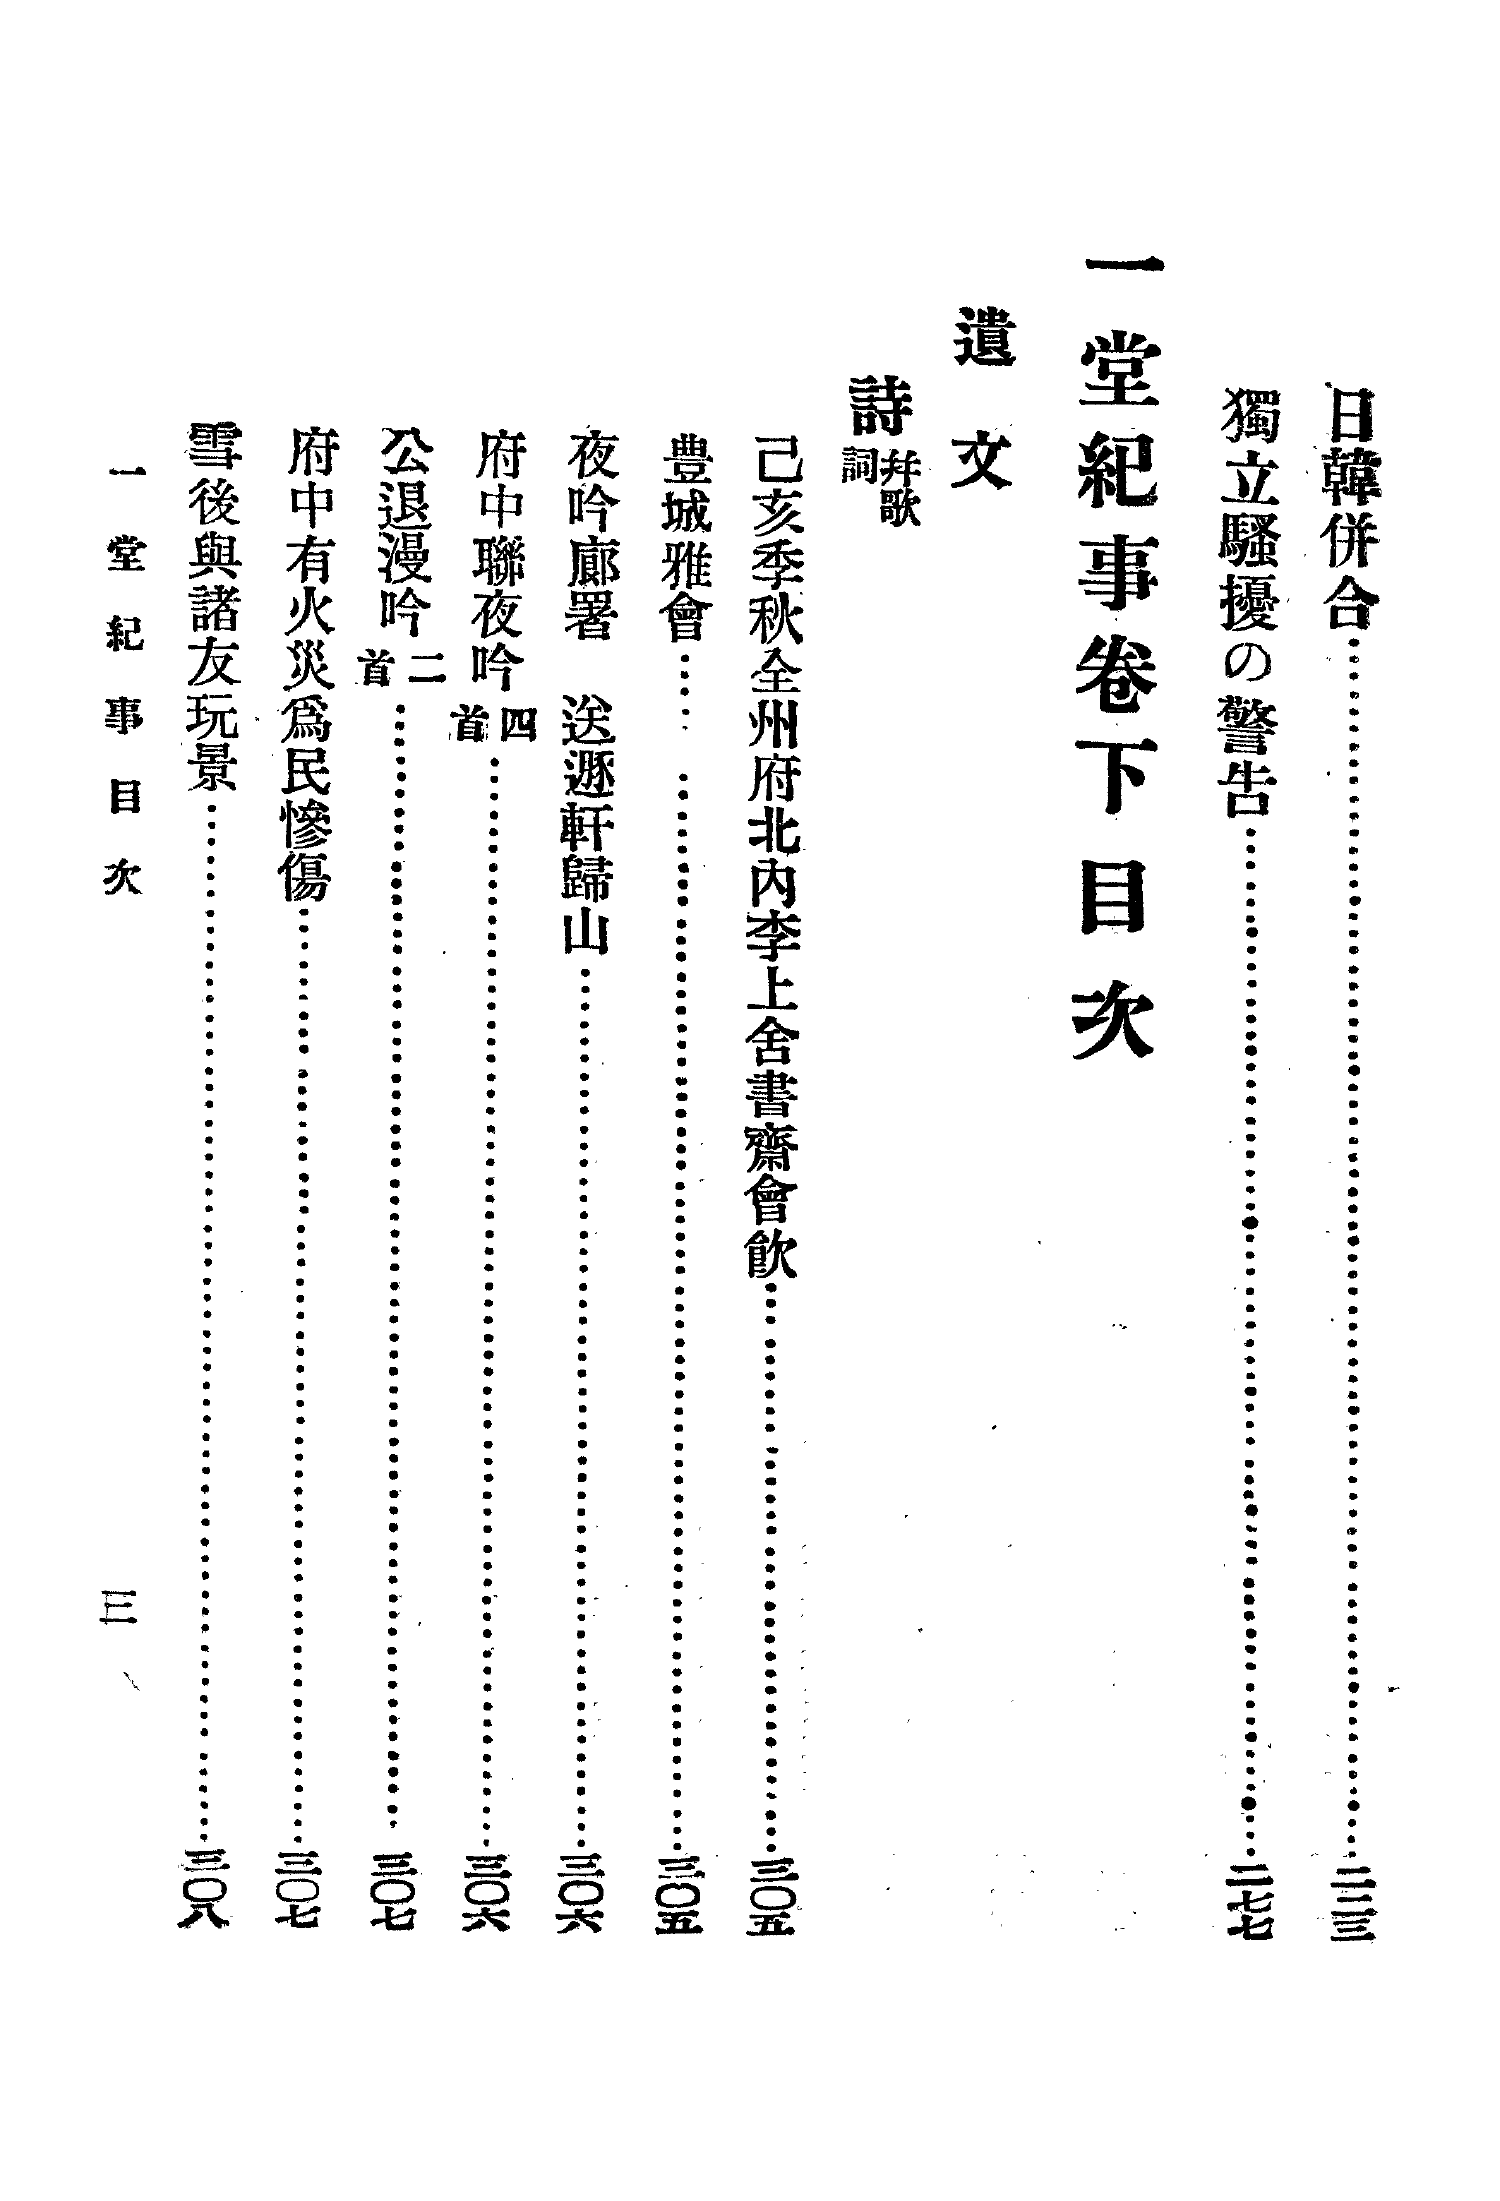 日韓併合……二二三
獨立騷擾の警告……二七七
一堂紀事卷下目次
遺文
詩 幷歌詞
己亥季秋全州府北內李上舍書齋會飮……三〇五
豊城雅會……三〇五
夜吟廊署 送遯軒歸山……三〇六
府中聯夜吟 四首……三〇六
公退漫吟 二首……三〇七
府中有火災爲民慘傷……三〇七
雪後與諸友玩景……三〇八
一堂紀事目次
三